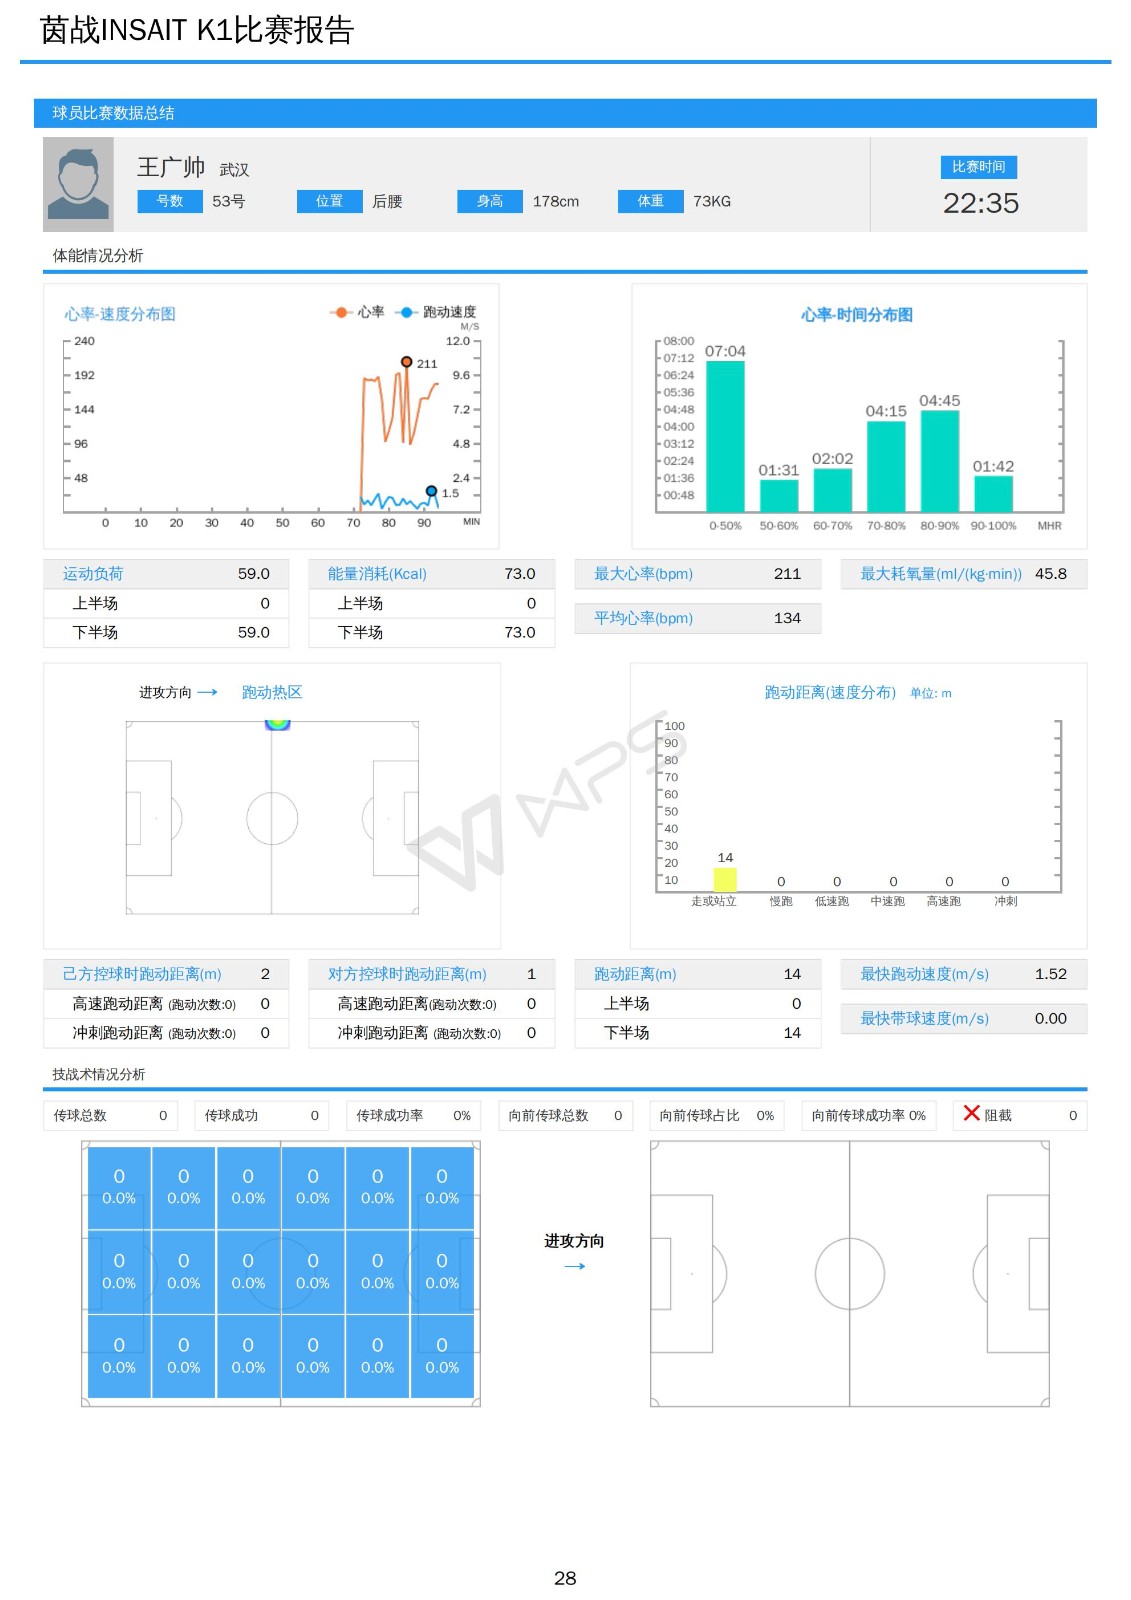 茵战INSAIT K1比赛报告
球员比赛数据总结
王广帅 武汉
号数 53号 位置 后腰 身高 178cm 体重 73KG
比赛时间
22:35
体能情况分析
心率-速度分布图 心率 跑动速度
M/S
240 12.0
192 9.6
144 7.2
96 4.8
48 2.4
211
1.5
0 10 20 30 40 50 60 70 80 90 MIN
心率-时间分布图
08:00
07:12
06:24
05:36
04:48
04:00
03:12
02:24
01:36
00:48
07:04 01:31 02:02 04:15 04:45 01:42
0-50% 50-60% 60-70% 70-80% 80-90% 90-100% MHR
运动负荷 59.0
上半场 0
下半场 59.0
能量消耗(Kcal) 73.0
上半场 0
下半场 73.0
最大心率(bpm) 211
平均心率(bpm) 134
最大耗氧量(ml/(kg·min)) 45.8
进攻方向 → 跑动热区
跑动距离(速度分布) 单位: m
100
90
80
70
60
50
40
30
20
10
14 0 0 0 0 0
走或站立 慢跑 低速跑 中速跑 高速跑 冲刺
WPS
己方控球时跑动距离(m) 2
高速跑动距离 (跑动次数:0) 0
冲刺跑动距离 (跑动次数:0) 0
对方控球时跑动距离(m) 1
高速跑动距离(跑动次数:0) 0
冲刺跑动距离 (跑动次数:0) 0
跑动距离(m) 14
上半场 0
下半场 14
最快跑动速度(m/s) 1.52
最快带球速度(m/s) 0.00
技战术情况分析
传球总数 0 传球成功 0 传球成功率 0% 向前传球总数 0 向前传球占比 0% 向前传球成功率 0% 阻截 0
0 0 0 0 0 0
0.0% 0.0% 0.0% 0.0% 0.0% 0.0%
0 0 0 0 0 0
0.0% 0.0% 0.0% 0.0% 0.0% 0.0%
0 0 0 0 0 0
0.0% 0.0% 0.0% 0.0% 0.0% 0.0%
进攻方向
→
28